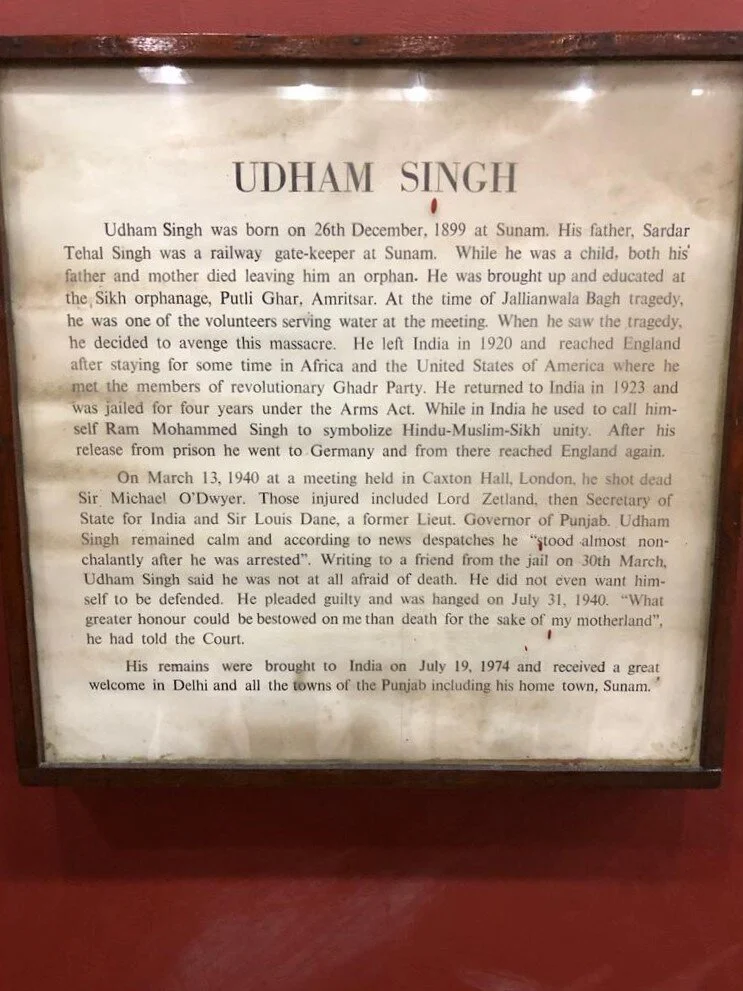 UDHAM SINGH
Udham Singh was born on 26th December, 1899 at Sunam. His father, Sardar
Tehal Singh was a railway gate-keeper at Sunam. While he was a child, both his
father and mother died leaving him an orphan. He was brought up and educated at
the Sikh orphanage, Putli Ghar, Amritsar. At the time of Jallianwala Bagh tragedy,
he was one of the volunteers serving water at the meeting. When he saw the tragedy,
he decided to avenge this massacre. He left India in 1920 and reached England
after staying for some time in Africa and the United States of America where he
met the members of revolutionary Ghadr Party. He returned to India in 1923 and
was jailed for four years under the Arms Act. While in India he used to call him-
self Ram Mohammed Singh to symbolize Hindu-Muslim-Sikh unity. After his
release from prison he went to Germany and from there reached England again.
On March 13, 1940 at a meeting held in Caxton Hall, London, he shot dead
Sir Michael O'Dwyer. Those injured included Lord Zetland, then Secretary of
State for India and Sir Louis Dane, a former Lieut. Governor of Punjab. Udham
Singh remained calm and according to news despatches he "stood almost non-
chalantly after he was arrested". Writing to a friend from the jail on 30th March,
Udham Singh said he was not at all afraid of death. He did not even want him-
self to be defended. He pleaded guilty and was hanged on July 31, 1940. "What
greater honour could be bestowed on me than death for the sake of my motherland",
he had told the Court.
His remains were brought to India on July 19, 1974 and received a great
welcome in Delhi and all the towns of the Punjab including his home town, Sunam.